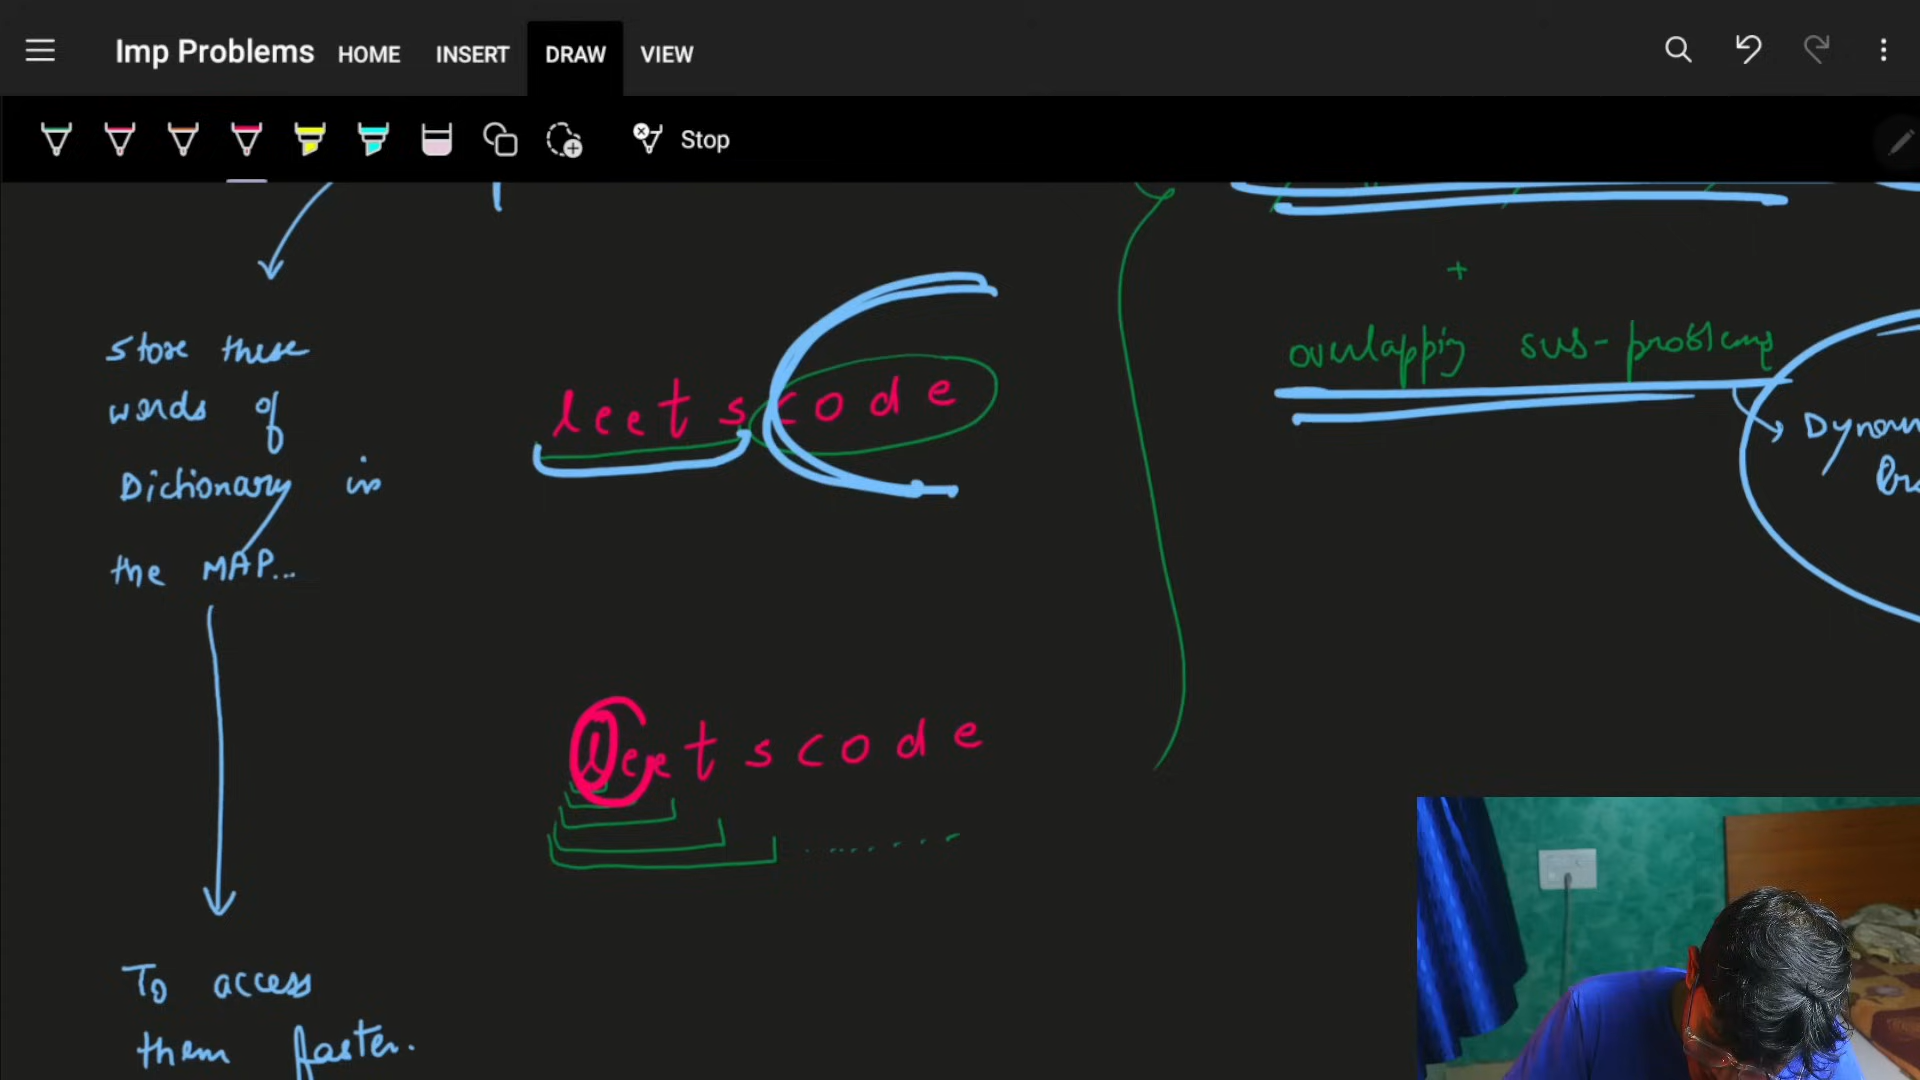 Imp Problems HOME INSERT DRAW VIEW
Stop
Store these
words of
Dictionary in
the MAP...
To access
them faster.
leetscode
leetscode
+
overlapping sub-problems